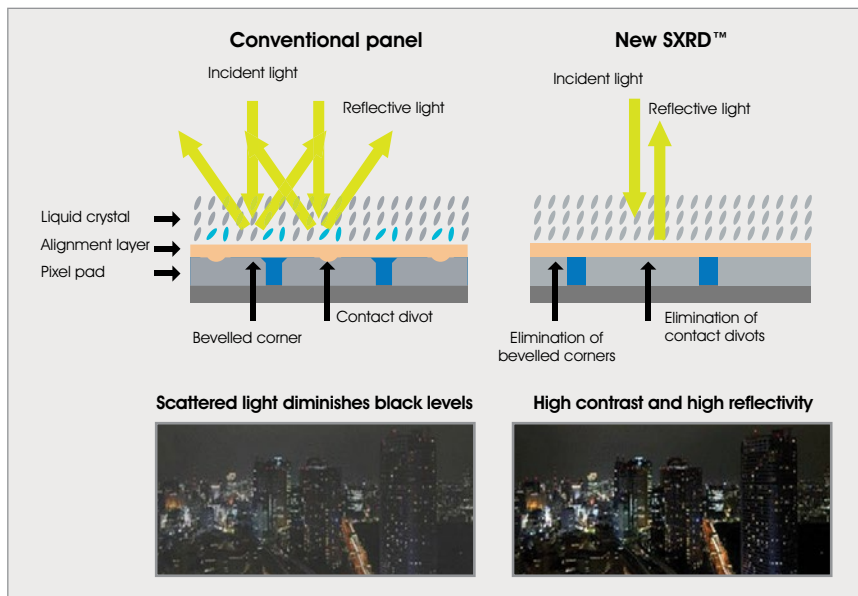 Conventional panel
Incident light
Reflective light
Liquid crystal
Alignment layer
Pixel pad
Contact divot
Bevelled corner
Scattered light diminishes black levels
New SXRD™
Incident light
Reflective light
Elimination of
bevelled corners
Elimination of
contact divots
High contrast and high reflectivity